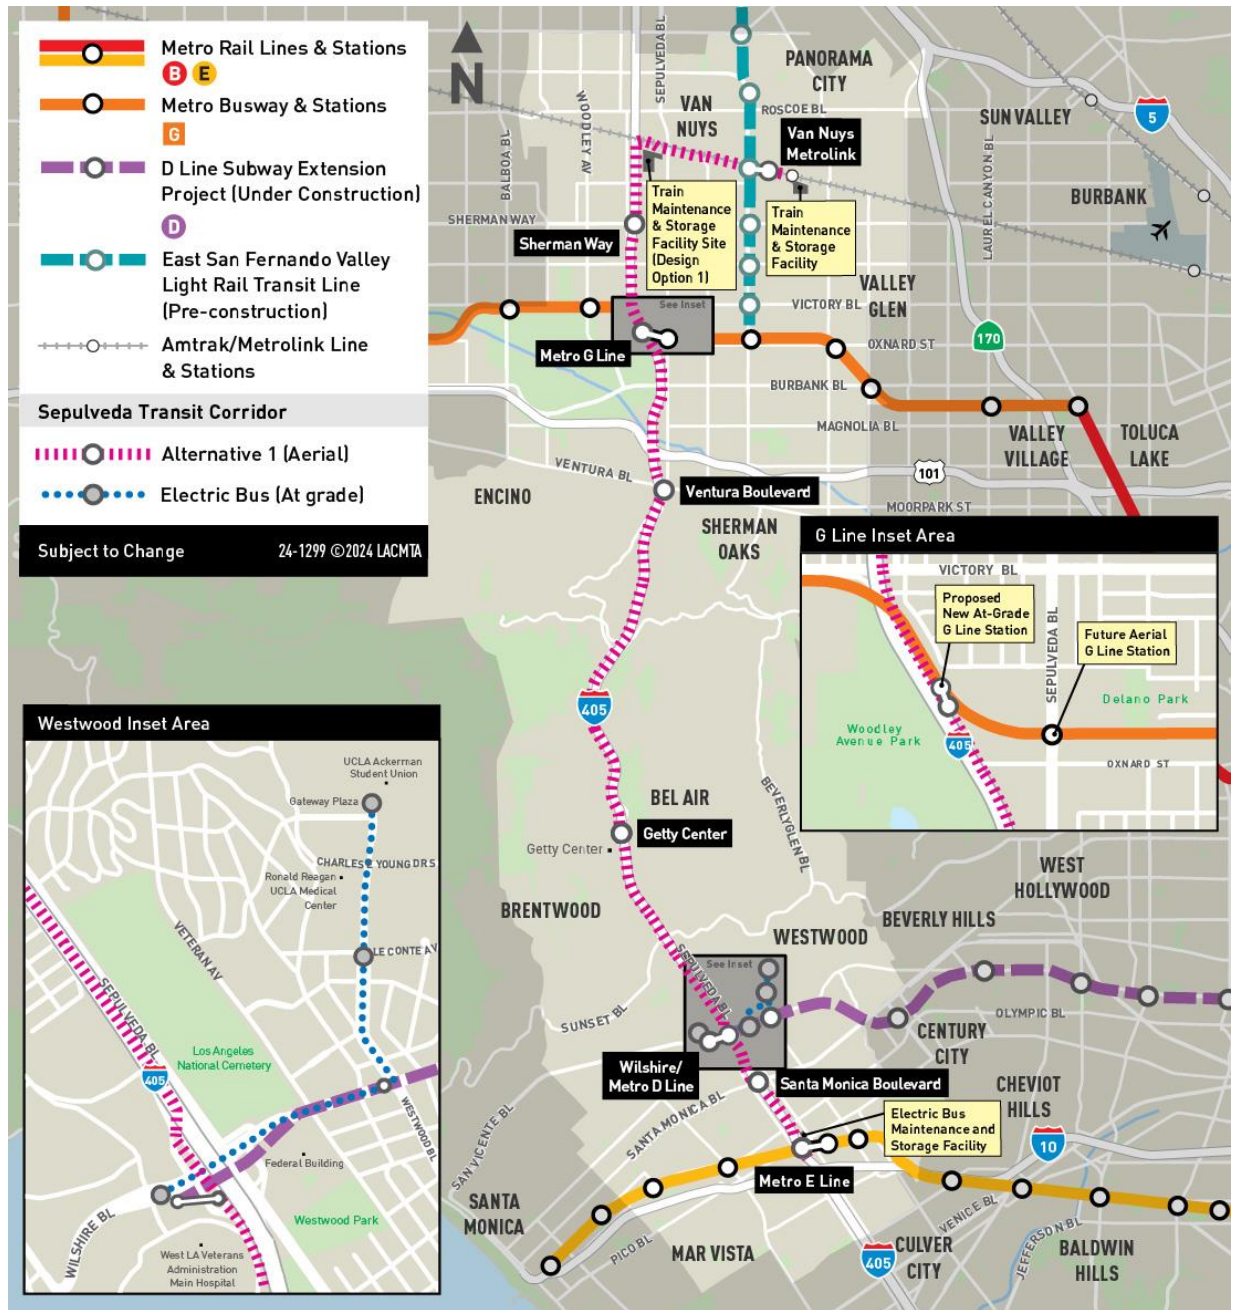 Metro Rail Lines & Stations
B E
Metro Busway & Stations
G
D Line Subway Extension
Project (Under Construction)
D
East San Fernando Valley
Light Rail Transit Line
(Pre-construction)
Amtrak/Metrolink Line
& Stations
Sepulveda Transit Corridor
Alternative 1 (Aerial)
Electric Bus (At grade)
Subject to Change
24-1299 ©2024 LACMTA
N
SEPULVEDA BL
WOODLEY AV
BALBOA BL
VAN
NUYS
PANORAMA
CITY
ROSCOE BL
Van Nuys
Metrolink
SUN VALLEY
5
LAUREL CANYON BL
BURBANK
SHERMAN WAY
Sherman Way
Train
Maintenance
& Storage
Facility Site
(Design
Option 1)
Train
Maintenance
& Storage
Facility
VALLEY
GLEN
See Inset
VICTORY BL
Metro G Line
OXNARD ST
170
BURBANK BL
MAGNOLIA BL
VALLEY
VILLAGE
TOLUCA
LAKE
VENTURA BL
101
ENCINO
Ventura Boulevard
MOORPARK ST
SHERMAN
OAKS
G Line Inset Area
VICTORY BL
Proposed
New At-Grade
G Line Station
SEPULVEDA BL
Future Aerial
G Line Station
Delano Park
Woodley
Avenue Park
405
OXNARD ST
405
BEL AIR
BEVERLYGLEN BL
Getty Center
Getty Center
BRENTWOOD
WEST
HOLLYWOOD
BEVERLY HILLS
WESTWOOD
See Inset
SEPULVEDA BL
SUNSET BL
OLYMPIC BL
CENTURY
CITY
Wilshire/
Metro D Line
Santa Monica Boulevard
CHEVIOT
HILLS
SANTA MONICA BL
SAN VICENTE BL
Electric Bus
Maintenance and
Storage Facility
10
Metro E Line
SANTA
MONICA
PICO BL
MAR VISTA
VENICE BL
JEFFERSON BL
CULVER
CITY
405
BALDWIN
HILLS
Westwood Inset Area
UCLA Ackerman
Student Union
Gateway Plaza
CHARLES E YOUNG DR S
Ronald Reagan
UCLA Medical
Center
VETERAN AV
LE CONTE AV
SEPULVEDA BL
Los Angeles
National Cemetery
405
WESTWOOD BL
Federal Building
Westwood Park
WILSHIRE BL
West LA Veterans
Administration
Main Hospital